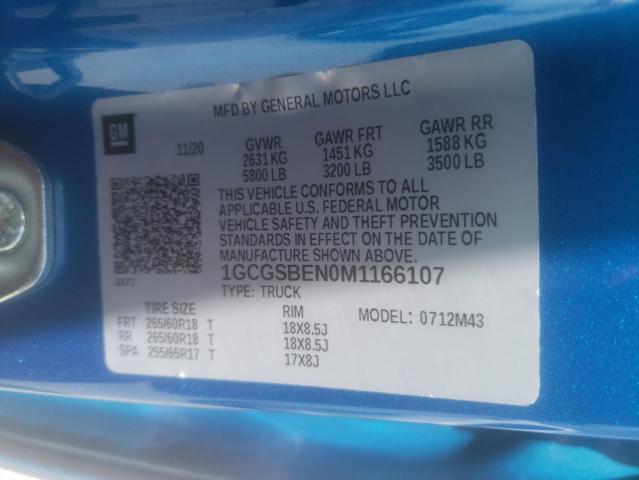 MFD BY GENERAL MOTORS LLC
GM
11/20 GVWR GAWR FRT GAWR RR
2631 KG 1451 KG 1588 KG
5800 LB 3200 LB 3500 LB
THIS VEHICLE CONFORMS TO ALL
APPLICABLE U.S. FEDERAL MOTOR
VEHICLE SAFETY AND THEFT PREVENTION
STANDARDS IN EFFECT ON THE DATE OF
MANUFACTURE SHOWN ABOVE.
1GCGSBEN0M1166107
TYPE: TRUCK MODEL: 0712M43
TIRE SIZE RIM
FRT 265/60R18 T 18X8.5J
RR 265/60R18 T 18X8.5J
SPA 255/65R17 T 17X8J